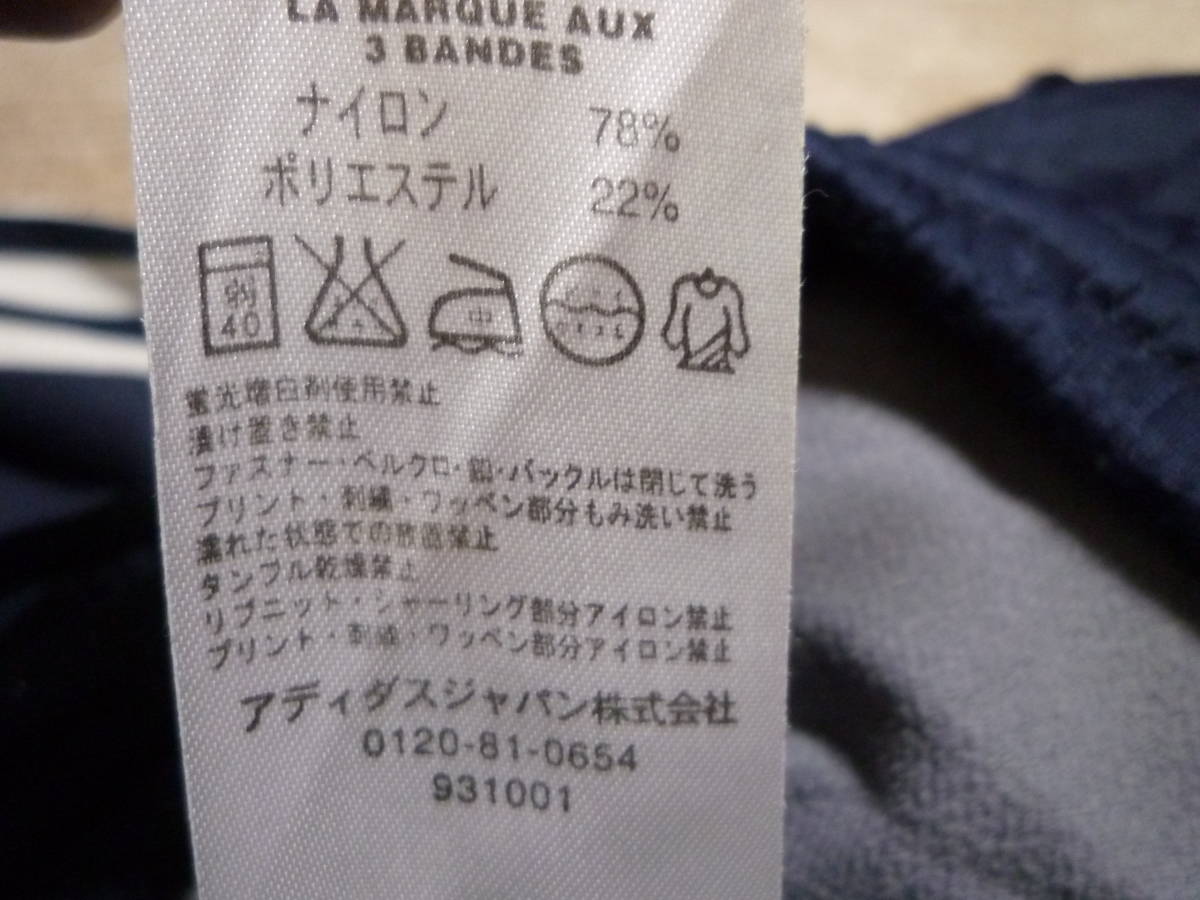 LA MARQUE AUX
3 BANDES
ナイロン 78%
ポリエステル 22%
弱
40
蛍光増白剤使用禁止
漬け置き禁止
ファスナー・ベルクロ・釦・バックルは閉じて洗う
プリント・刺繍・ワッペン部分もみ洗い禁止
濡れた状態での放置禁止
タンブル乾燥禁止
リブニット・シャーリング部分アイロン禁止
プリント・刺繍・ワッペン部分アイロン禁止
アディダスジャパン株式会社
0120-81-0654
931001